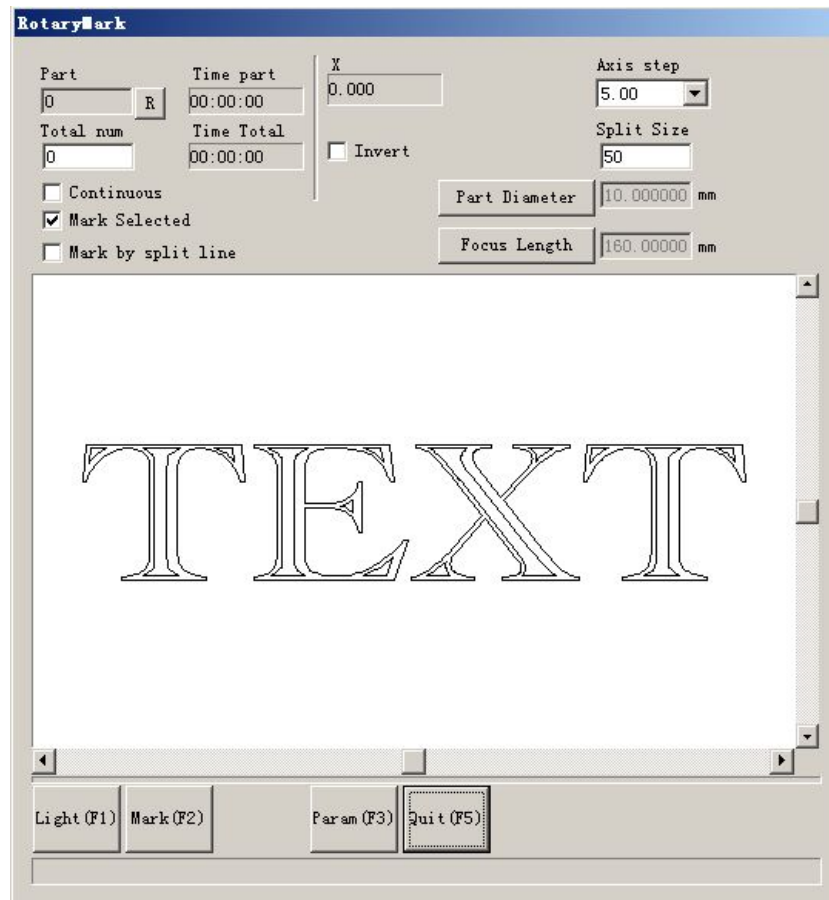 RotaryMark
Part Time part X Axis step
0 R 00:00:00 0.000 5.00
Total num Time Total Split Size
0 00:00:00 Invert 50
Continuous
Part Diameter 10.000000 mm
Mark Selected
Mark by split line
Focus Length 160.00000 mm
TEXT
Light(F1) Mark(F2) Param(F3) Quit(F5)